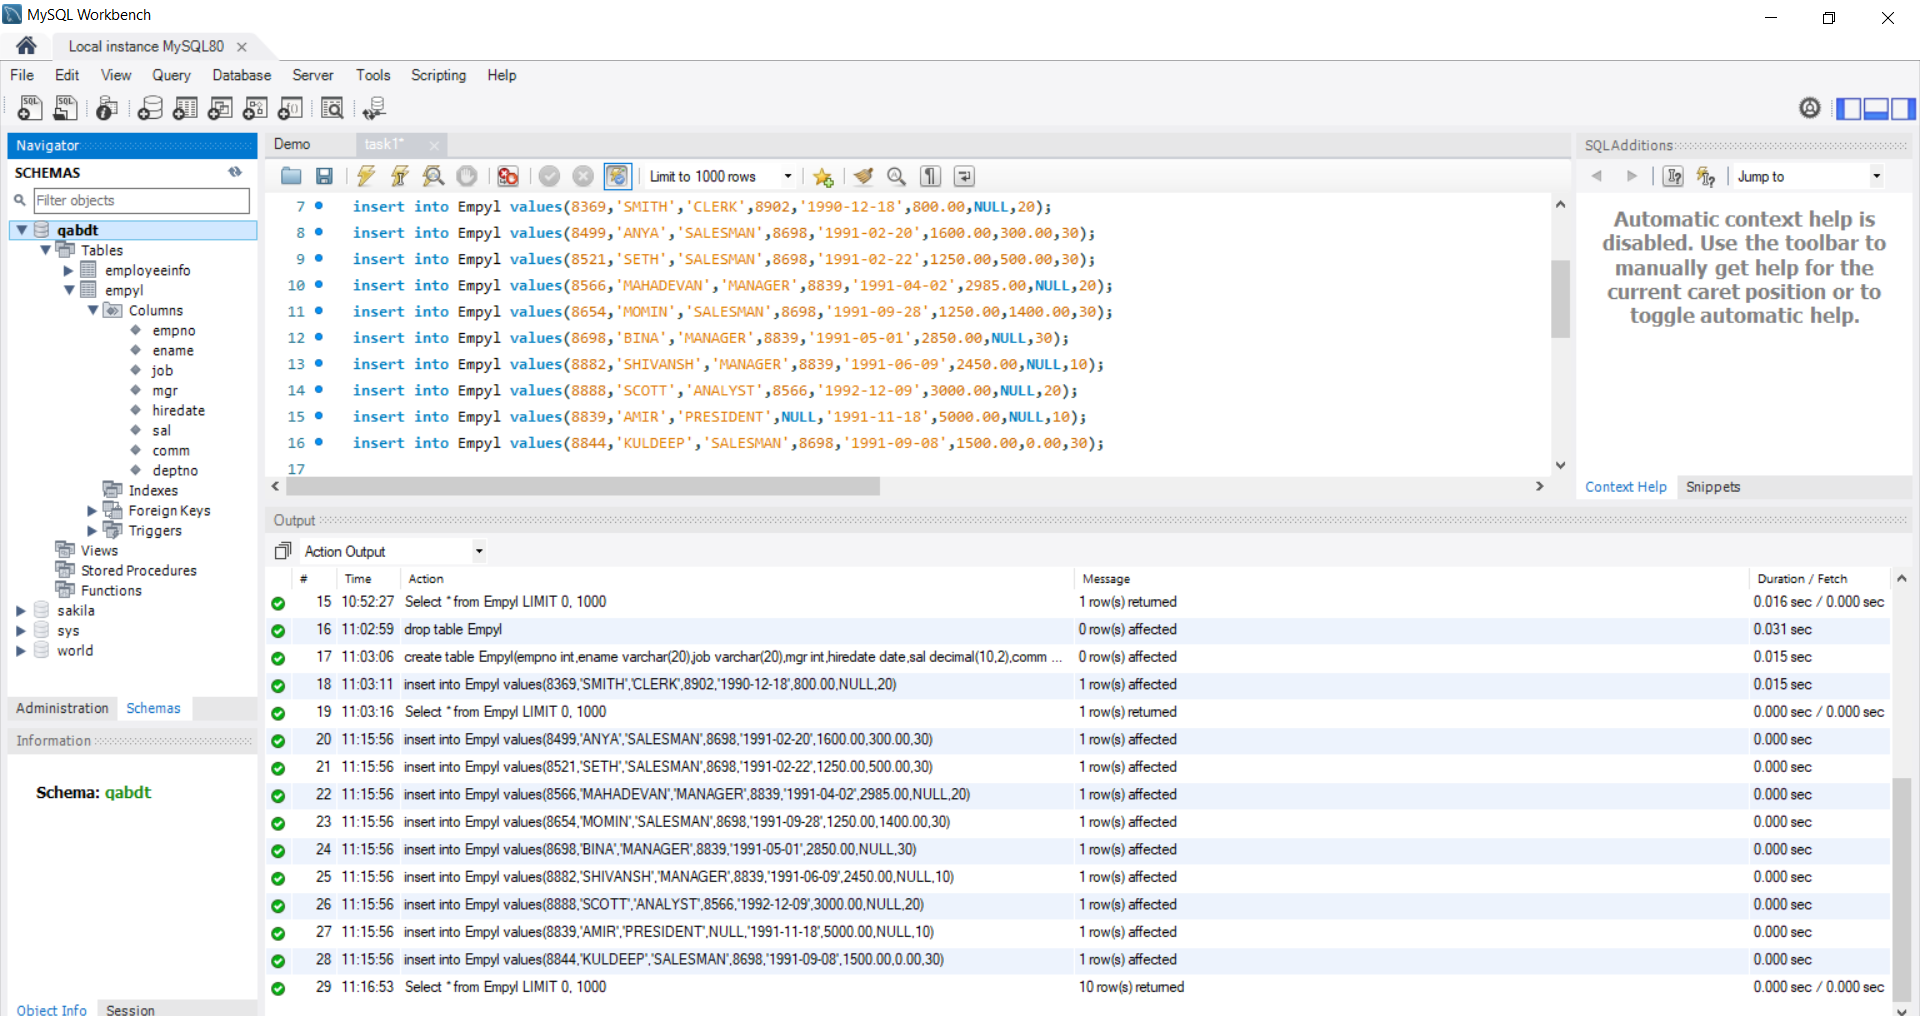 MySQL Workbench
Local instance MySQL80
File Edit View Query Database Server Tools Scripting Help
Navigator
SCHEMAS
Filter objects
qabdt
Tables
employeeinfo
empyl
Columns
empno
ename
job
mgr
hiredate
sal
comm
deptno
Indexes
Foreign Keys
Triggers
Views
Stored Procedures
Functions
sakila
sys
world
Administration Schemas
Information
Schema: qabdt
Object Info Session
Demo task1*
Limit to 1000 rows
7 insert into Empyl values(8369,'SMITH','CLERK',8902,'1990-12-18',800.00,NULL,20);
8 insert into Empyl values(8499,'ANYA','SALESMAN',8698,'1991-02-20',1600.00,300.00,30);
9 insert into Empyl values(8521,'SETH','SALESMAN',8698,'1991-02-22',1250.00,500.00,30);
10 insert into Empyl values(8566,'MAHADEVAN','MANAGER',8839,'1991-04-02',2985.00,NULL,20);
11 insert into Empyl values(8654,'MOMIN','SALESMAN',8698,'1991-09-28',1250.00,1400.00,30);
12 insert into Empyl values(8698,'BINA','MANAGER',8839,'1991-05-01',2850.00,NULL,30);
13 insert into Empyl values(8882,'SHIVANSH','MANAGER',8839,'1991-06-09',2450.00,NULL,10);
14 insert into Empyl values(8888,'SCOTT','ANALYST',8566,'1992-12-09',3000.00,NULL,20);
15 insert into Empyl values(8839,'AMIR','PRESIDENT',NULL,'1991-11-18',5000.00,NULL,10);
16 insert into Empyl values(8844,'KULDEEP','SALESMAN',8698,'1991-09-08',1500.00,0.00,30);
17
SQLAdditions
Jump to
Automatic context help is
disabled. Use the toolbar to
manually get help for the
current caret position or to
toggle automatic help.
Context Help Snippets
Output
Action Output
# Time Action Message Duration / Fetch
15 10:52:27 Select * from Empyl LIMIT 0, 1000 1 row(s) returned 0.016 sec / 0.000 sec
16 11:02:59 drop table Empyl 0 row(s) affected 0.031 sec
17 11:03:06 create table Empyl(empno int,ename varchar(20),job varchar(20),mgr int,hiredate date,sal decimal(10,2),comm ... 0 row(s) affected 0.015 sec
18 11:03:11 insert into Empyl values(8369,'SMITH','CLERK',8902,'1990-12-18',800.00,NULL,20) 1 row(s) affected 0.015 sec
19 11:03:16 Select * from Empyl LIMIT 0, 1000 1 row(s) returned 0.000 sec / 0.000 sec
20 11:15:56 insert into Empyl values(8499,'ANYA','SALESMAN',8698,'1991-02-20',1600.00,300.00,30) 1 row(s) affected 0.000 sec
21 11:15:56 insert into Empyl values(8521,'SETH','SALESMAN',8698,'1991-02-22',1250.00,500.00,30) 1 row(s) affected 0.000 sec
22 11:15:56 insert into Empyl values(8566,'MAHADEVAN','MANAGER',8839,'1991-04-02',2985.00,NULL,20) 1 row(s) affected 0.000 sec
23 11:15:56 insert into Empyl values(8654,'MOMIN','SALESMAN',8698,'1991-09-28',1250.00,1400.00,30) 1 row(s) affected 0.000 sec
24 11:15:56 insert into Empyl values(8698,'BINA','MANAGER',8839,'1991-05-01',2850.00,NULL,30) 1 row(s) affected 0.000 sec
25 11:15:56 insert into Empyl values(8882,'SHIVANSH','MANAGER',8839,'1991-06-09',2450.00,NULL,10) 1 row(s) affected 0.000 sec
26 11:15:56 insert into Empyl values(8888,'SCOTT','ANALYST',8566,'1992-12-09',3000.00,NULL,20) 1 row(s) affected 0.000 sec
27 11:15:56 insert into Empyl values(8839,'AMIR','PRESIDENT',NULL,'1991-11-18',5000.00,NULL,10) 1 row(s) affected 0.000 sec
28 11:15:56 insert into Empyl values(8844,'KULDEEP','SALESMAN',8698,'1991-09-08',1500.00,0.00,30) 1 row(s) affected 0.000 sec
29 11:16:53 Select * from Empyl LIMIT 0, 1000 10 row(s) returned 0.000 sec / 0.000 sec